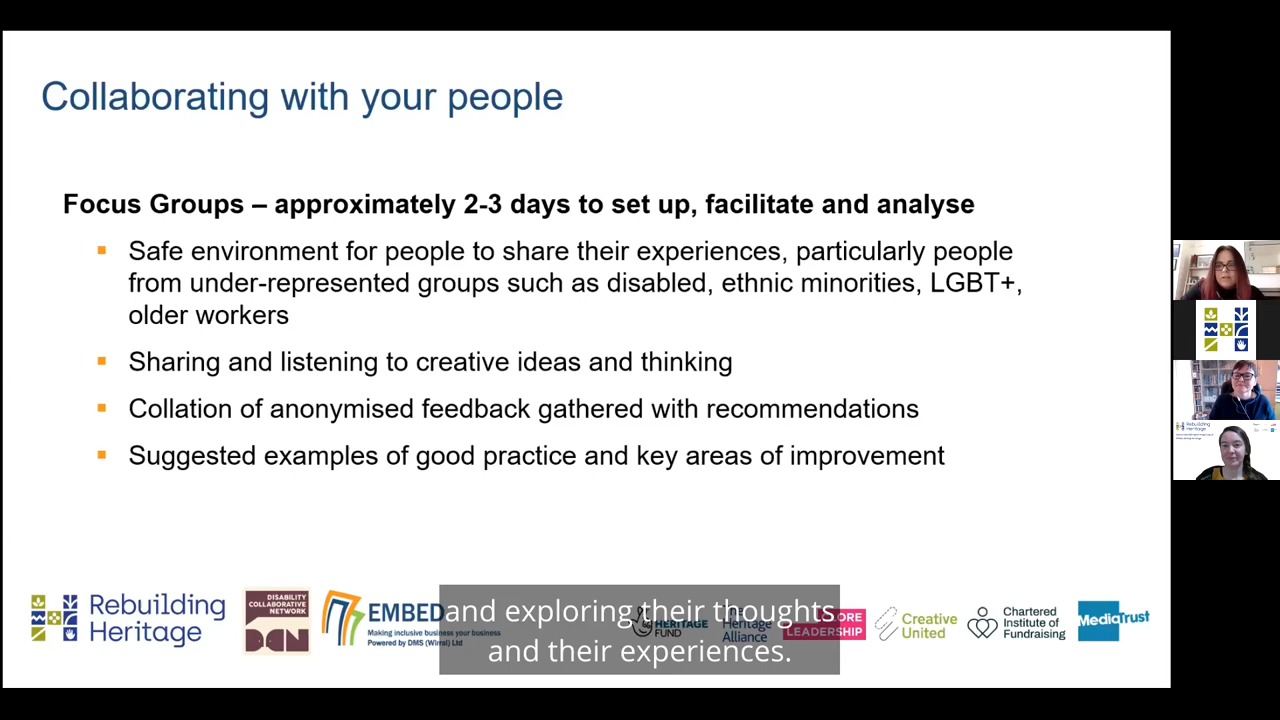 Collaborating with your people
Focus Groups – approximately 2-3 days to set up, facilitate and analyse
Safe environment for people to share their experiences, particularly people
from under-represented groups such as disabled, ethnic minorities, LGBT+,
older workers
Sharing and listening to creative ideas and thinking
Collation of anonymised feedback gathered with recommendations
Suggested examples of good practice and key areas of improvement
Rebuilding
Heritage
DISABILITY
COLLABORATIVE
NETWORK
DCN
EMBED
Making inclusive business your business
Powered by DMS (Wirral) Ltd
HERITAGE
FUND
Heritage
Alliance
LEADERSHIP
Creative
United
Chartered
Institute of
Fundraising
MediaTrust
and exploring their thoughts
and their experiences.
Rebuilding
Heritage